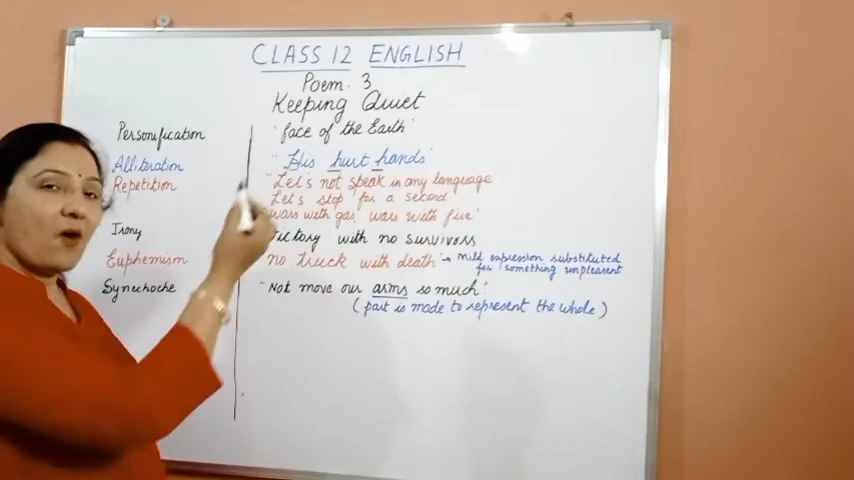 CLASS 12 ENGLISH
Poem. 3
Keeping Quiet
Personification 'face of the Earth'
Alliteration "His hurt hands"
Repetition "Let's not speak in any language
Let's stop for a second
wars with gas, wars with fire'
Irony victory with no survivors
Euphemism no truck with death → mild expression substituted
for something unpleasent
Synechoche "Not move our arms so much'
(part is made to represent the whole)